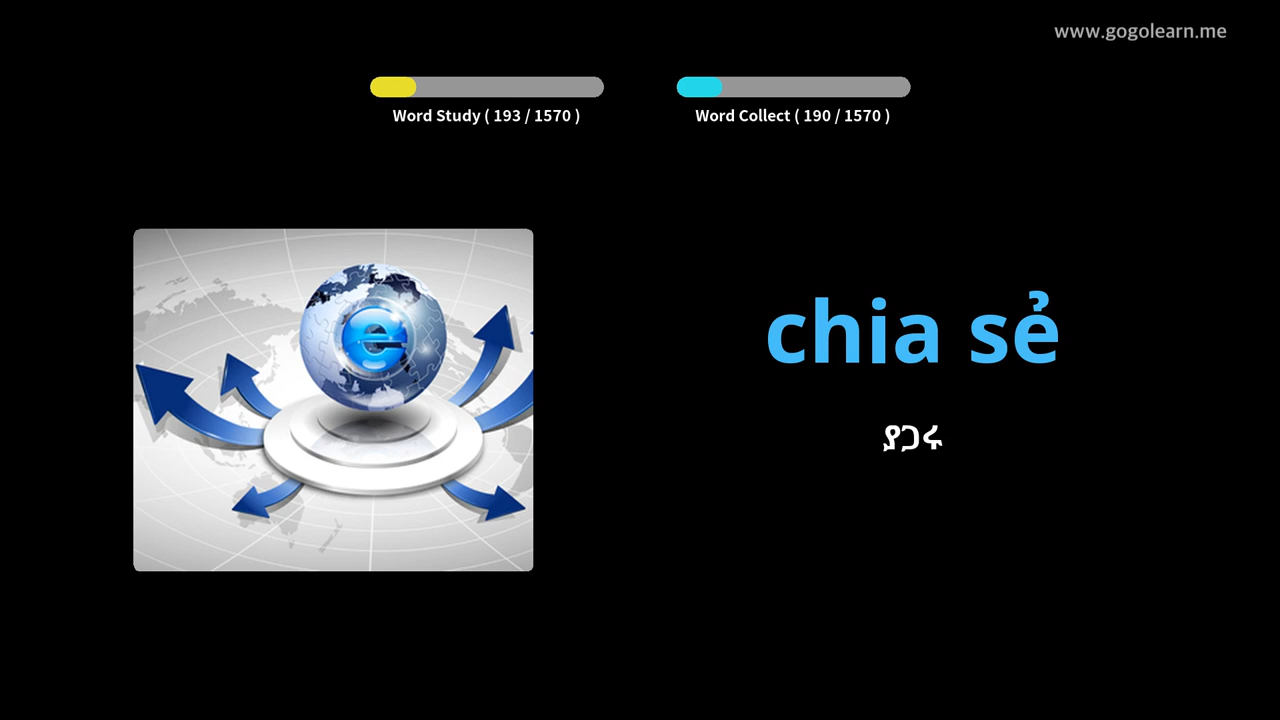 www.gogolearn.me
Word Study ( 193 / 1570 )
Word Collect ( 190 / 1570 )
e
chia sẻ
ያጋሩ